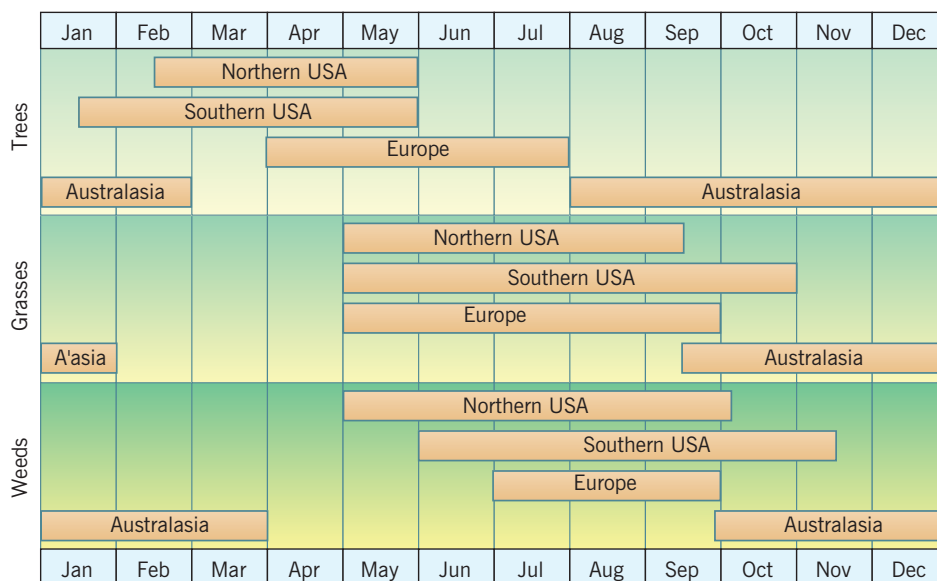 Jan Feb Mar Apr May Jun Jul Aug Sep Oct Nov Dec
Trees
Northern USA
Southern USA
Europe
Australasia Australasia
Grasses
Northern USA
Southern USA
Europe
A'asia Australasia
Weeds
Northern USA
Southern USA
Europe
Australasia Australasia
Jan Feb Mar Apr May Jun Jul Aug Sep Oct Nov Dec